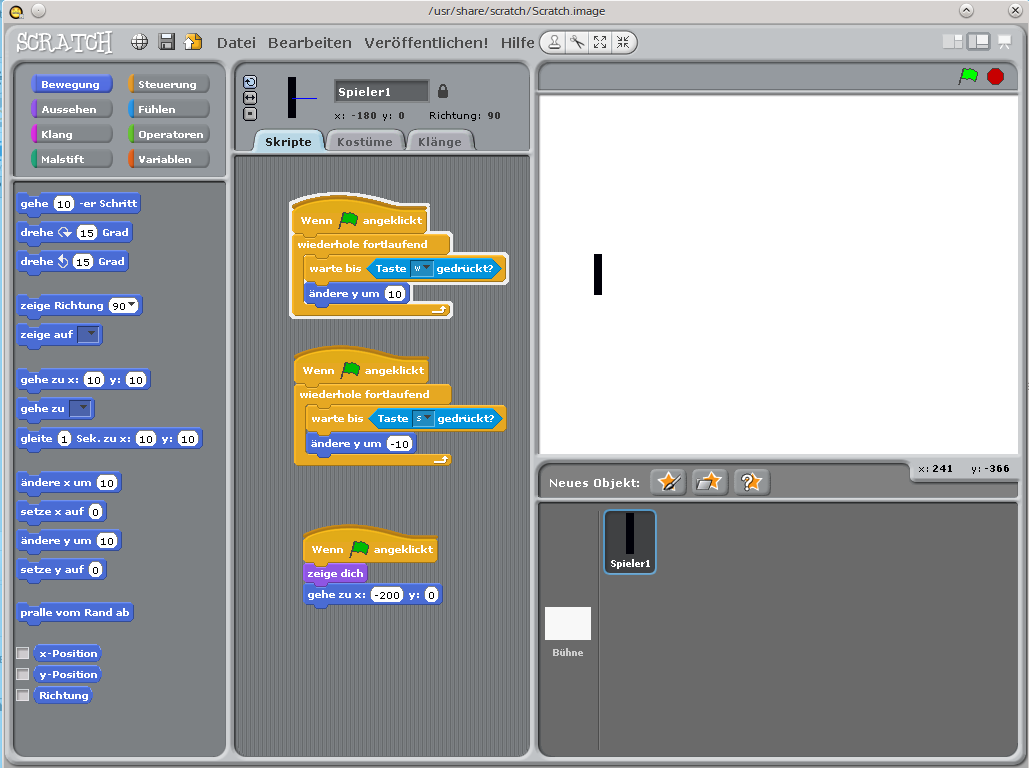 /usr/share/scratch/Scratch.image
SCRATCH Datei Bearbeiten Veröffentlichen! Hilfe
Bewegung Steuerung
Aussehen Fühlen
Klang Operatoren
Malstift Variablen
gehe 10 -er Schritt
drehe 15 Grad
drehe 15 Grad
zeige Richtung 90
zeige auf
gehe zu x: 10 y: 10
gehe zu
gleite 1 Sek. zu x: 10 y: 10
ändere x um 10
setze x auf 0
ändere y um 10
setze y auf 0
pralle vom Rand ab
x-Position
y-Position
Richtung
Spieler1
x: -180 y: 0 Richtung: 90
Skripte Kostüme Klänge
Wenn angeklickt
wiederhole fortlaufend
warte bis Taste w gedrückt?
ändere y um 10
Wenn angeklickt
wiederhole fortlaufend
warte bis Taste s gedrückt?
ändere y um -10
Wenn angeklickt
zeige dich
gehe zu x: -200 y: 0
x: 241 y: -366
Neues Objekt:
Spieler1
Bühne